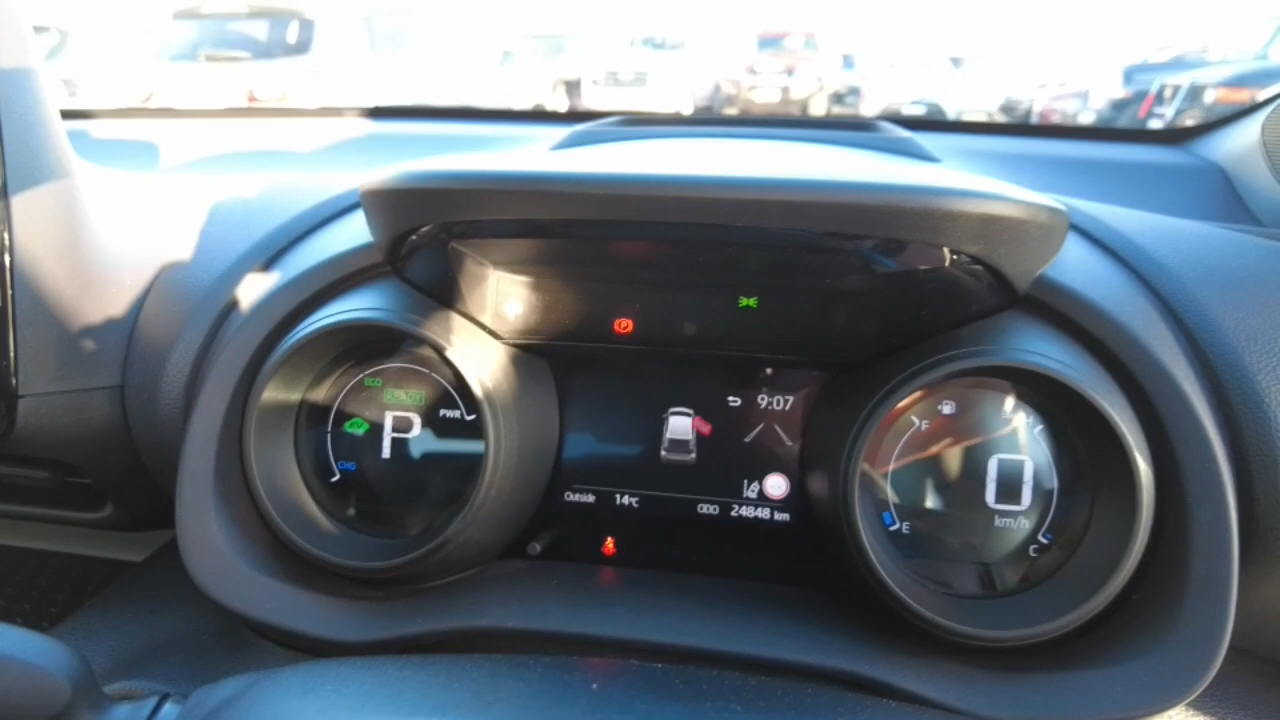 P
ECO
READY
PWR
EV
P
CHG
9:07
Outside 14°C
ODO 24848 km
F
E
H
0
km/h
C